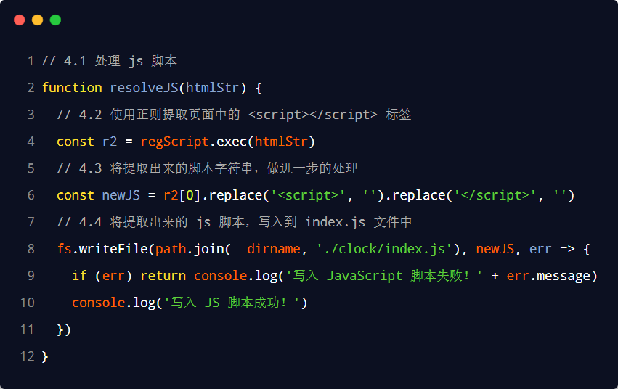 1 // 4.1 处理 js 脚本
2 function resolveJS(htmlStr) {
3 // 4.2 使用正则提取页面中的 <script></script> 标签
4 const r2 = regScript.exec(htmlStr)
5 // 4.3 将提取出来的脚本字符串，做进一步的处理
6 const newJS = r2[0].replace('<script>', '').replace('</script>', '')
7 // 4.4 将提取出来的 js 脚本，写入到 index.js 文件中
8 fs.writeFile(path.join(__dirname, './clock/index.js'), newJS, err => {
9 if (err) return console.log('写入 JavaScript 脚本失败！' + err.message)
10 console.log('写入 JS 脚本成功！')
11 })
12 }